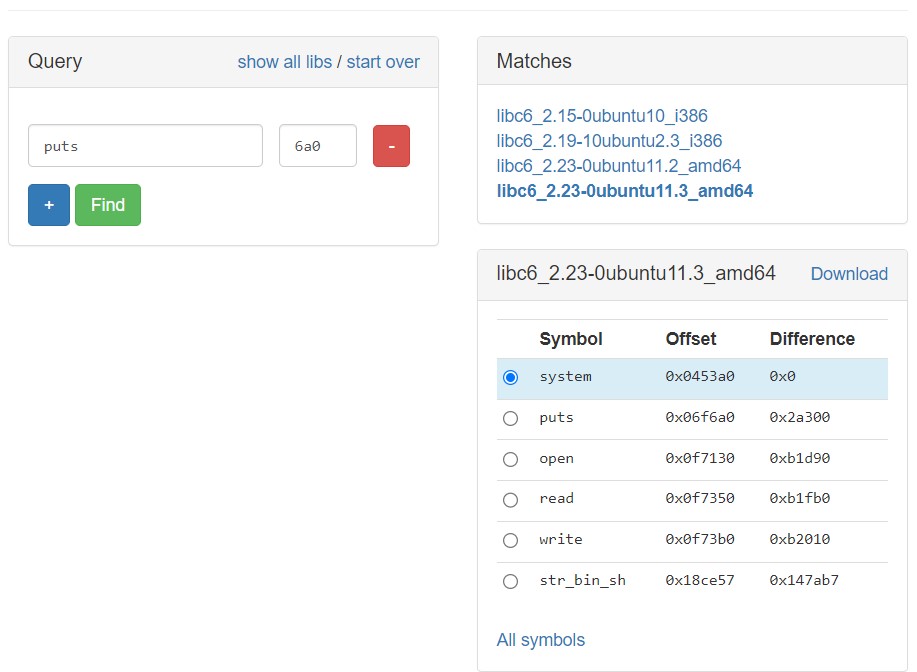 Query show all libs / start over
puts 6a0 -
+ Find
Matches
libc6_2.15-0ubuntu10_i386
libc6_2.19-10ubuntu2.3_i386
libc6_2.23-0ubuntu11.2_amd64
libc6_2.23-0ubuntu11.3_amd64
libc6_2.23-0ubuntu11.3_amd64 Download
Symbol Offset Difference
system 0x0453a0 0x0
puts 0x06f6a0 0x2a300
open 0x0f7130 0xb1d90
read 0x0f7350 0xb1fb0
write 0x0f73b0 0xb2010
str_bin_sh 0x18ce57 0x147ab7
All symbols